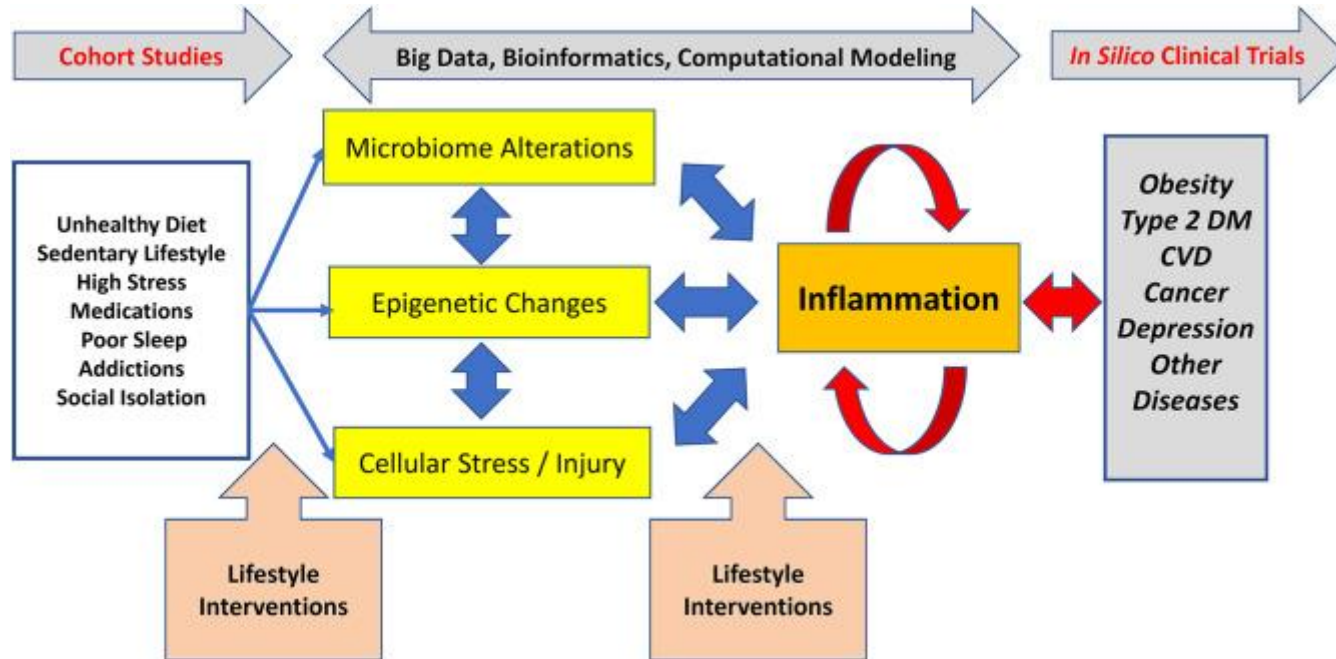 Cohort Studies
Big Data, Bioinformatics, Computational Modeling
In Silico Clinical Trials
Unhealthy Diet
Sedentary Lifestyle
High Stress
Medications
Poor Sleep
Addictions
Social Isolation
Microbiome Alterations
Epigenetic Changes
Cellular Stress / Injury
Inflammation
Obesity
Type 2 DM
CVD
Cancer
Depression
Other
Diseases
Lifestyle
Interventions
Lifestyle
Interventions